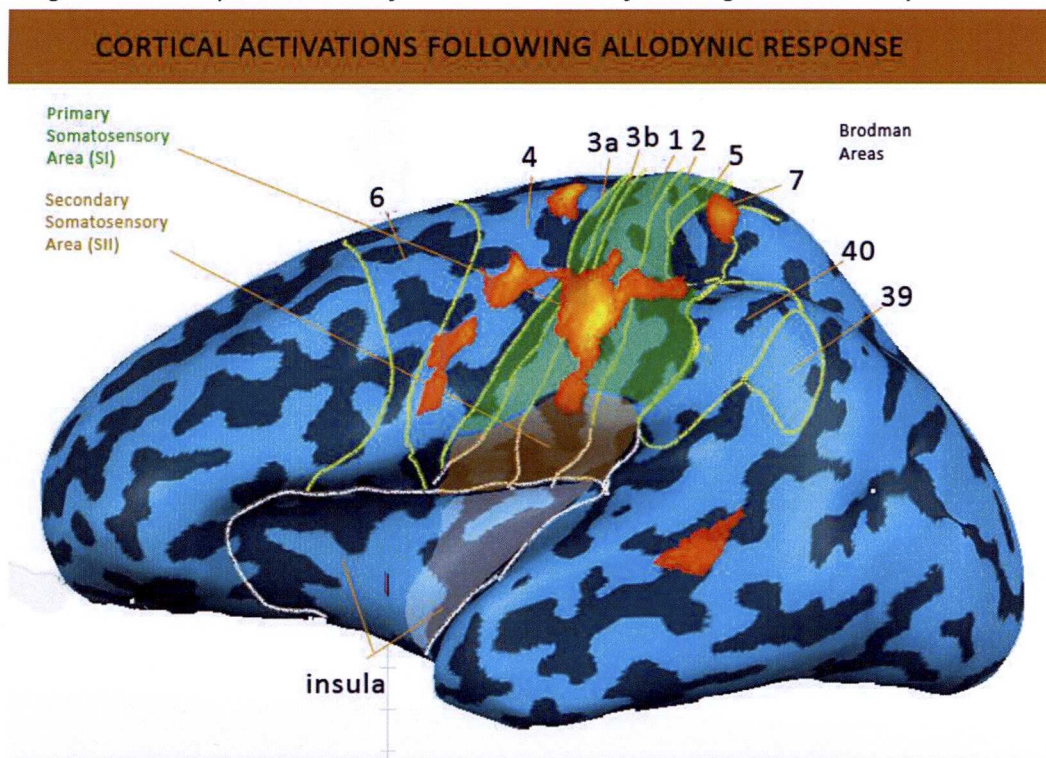 CORTICAL ACTIVATIONS FOLLOWING ALLODYNIC RESPONSE
Primary
Somatosensory
Area (SI)
Secondary
Somatosensory
Area (SII)
6
4
3a
3b
1
2
5
7
Brodman
Areas
40
39
insula